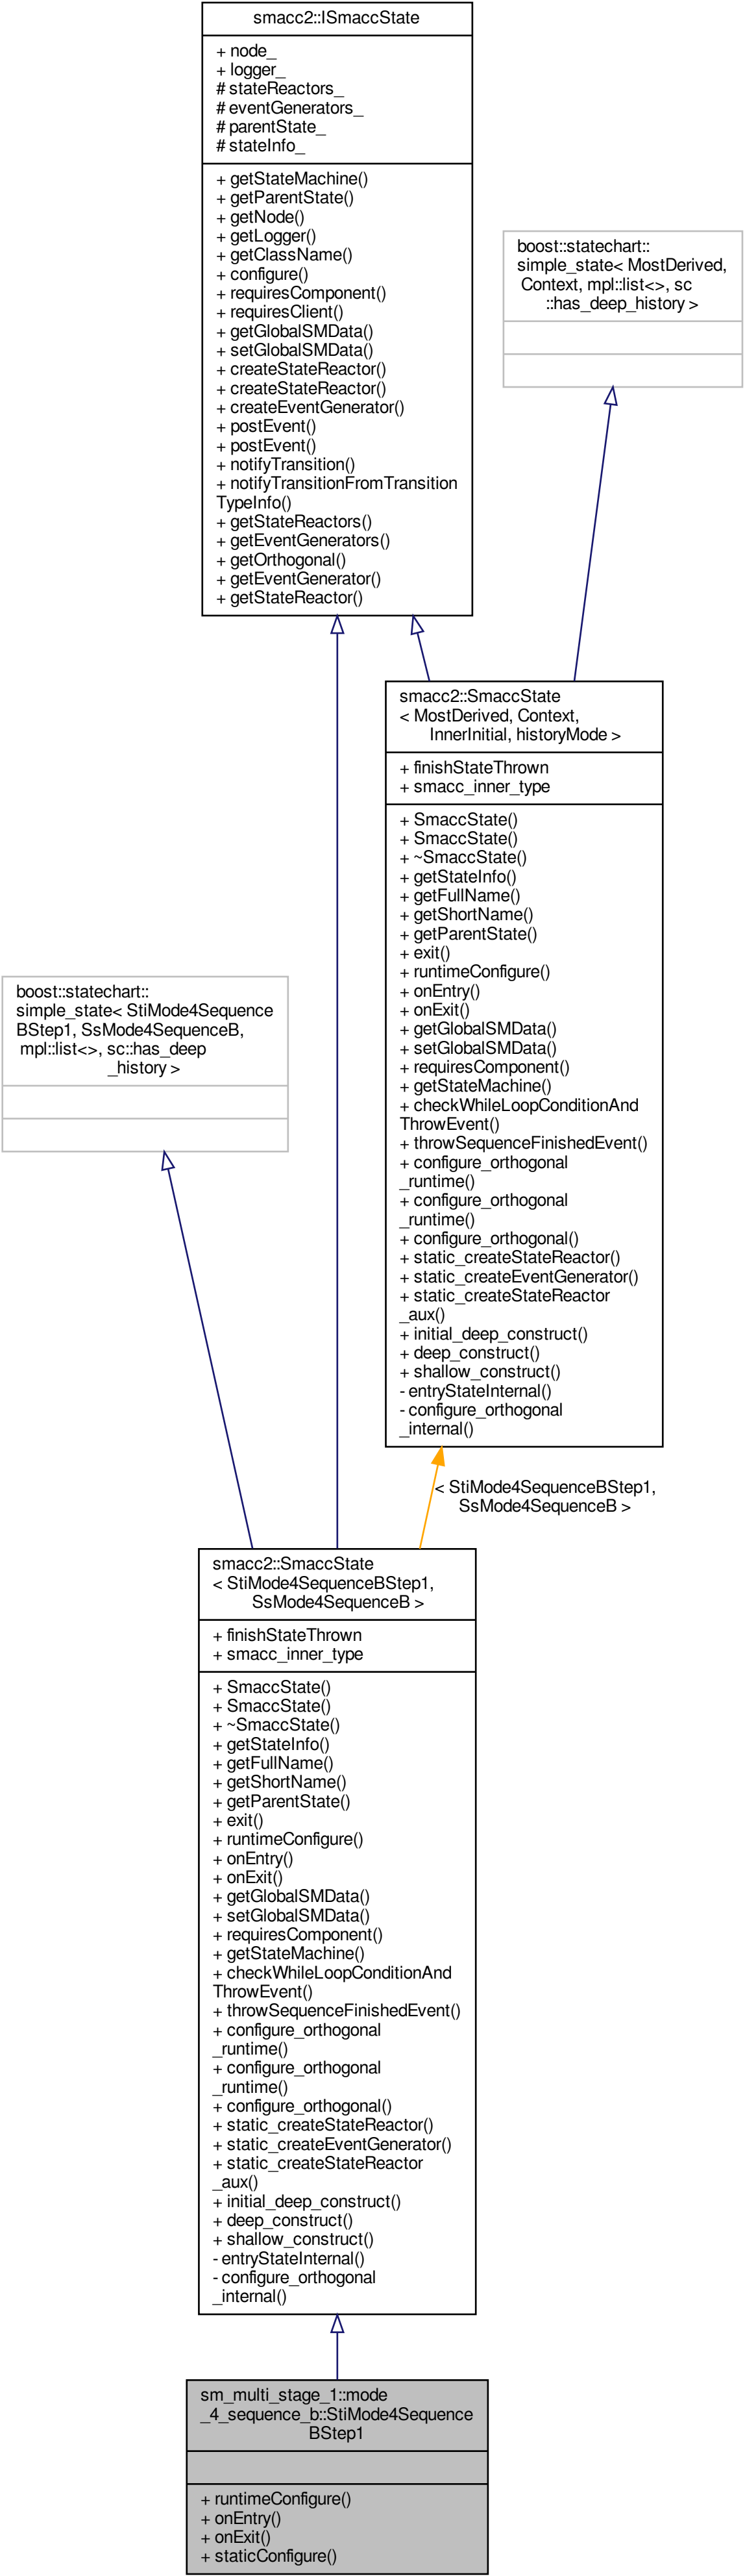 smacc2::ISmaccState
+ node_
+ logger_
# stateReactors_
# eventGenerators_
# parentState_
# stateInfo_
+ getStateMachine()
+ getParentState()
+ getNode()
+ getLogger()
+ getClassName()
+ configure()
+ requiresComponent()
+ requiresClient()
+ getGlobalSMData()
+ setGlobalSMData()
+ createStateReactor()
+ createStateReactor()
+ createEventGenerator()
+ postEvent()
+ postEvent()
+ notifyTransition()
+ notifyTransitionFromTransition
TypeInfo()
+ getStateReactors()
+ getEventGenerators()
+ getOrthogonal()
+ getEventGenerator()
+ getStateReactor()
boost::statechart::
simple_state< MostDerived,
Context, mpl::list<>, sc
::has_deep_history >
smacc2::SmaccState
< MostDerived, Context,
InnerInitial, historyMode >
+ finishStateThrown
+ smacc_inner_type
+ SmaccState()
+ SmaccState()
+ ~SmaccState()
+ getStateInfo()
+ getFullName()
+ getShortName()
+ getParentState()
+ exit()
+ runtimeConfigure()
+ onEntry()
+ onExit()
+ getGlobalSMData()
+ setGlobalSMData()
+ requiresComponent()
+ getStateMachine()
+ checkWhileLoopConditionAnd
ThrowEvent()
+ throwSequenceFinishedEvent()
+ configure_orthogonal
_runtime()
+ configure_orthogonal
_runtime()
+ configure_orthogonal()
+ static_createStateReactor()
+ static_createEventGenerator()
+ static_createStateReactor
_aux()
+ initial_deep_construct()
+ deep_construct()
+ shallow_construct()
- entryStateInternal()
- configure_orthogonal
_internal()
boost::statechart::
simple_state< StiMode4Sequence
BStep1, SsMode4SequenceB,
mpl::list<>, sc::has_deep
_history >
< StiMode4SequenceBStep1,
SsMode4SequenceB >
smacc2::SmaccState
< StiMode4SequenceBStep1,
SsMode4SequenceB >
+ finishStateThrown
+ smacc_inner_type
+ SmaccState()
+ SmaccState()
+ ~SmaccState()
+ getStateInfo()
+ getFullName()
+ getShortName()
+ getParentState()
+ exit()
+ runtimeConfigure()
+ onEntry()
+ onExit()
+ getGlobalSMData()
+ setGlobalSMData()
+ requiresComponent()
+ getStateMachine()
+ checkWhileLoopConditionAnd
ThrowEvent()
+ throwSequenceFinishedEvent()
+ configure_orthogonal
_runtime()
+ configure_orthogonal
_runtime()
+ configure_orthogonal()
+ static_createStateReactor()
+ static_createEventGenerator()
+ static_createStateReactor
_aux()
+ initial_deep_construct()
+ deep_construct()
+ shallow_construct()
- entryStateInternal()
- configure_orthogonal
_internal()
sm_multi_stage_1::mode
_4_sequence_b::StiMode4Sequence
BStep1
+ runtimeConfigure()
+ onEntry()
+ onExit()
+ staticConfigure()